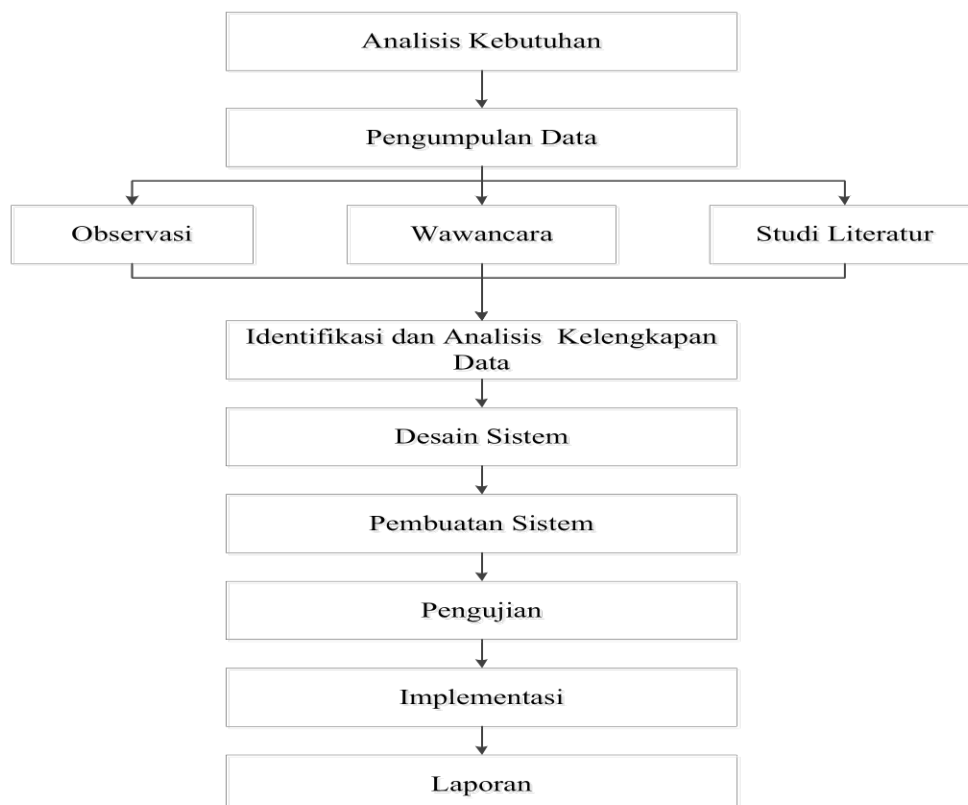 Analisis Kebutuhan
Pengumpulan Data
Observasi
Wawancara
Studi Literatur
Identifikasi dan Analisis Kelengkapan
Data
Desain Sistem
Pembuatan Sistem
Pengujian
Implementasi
Laporan